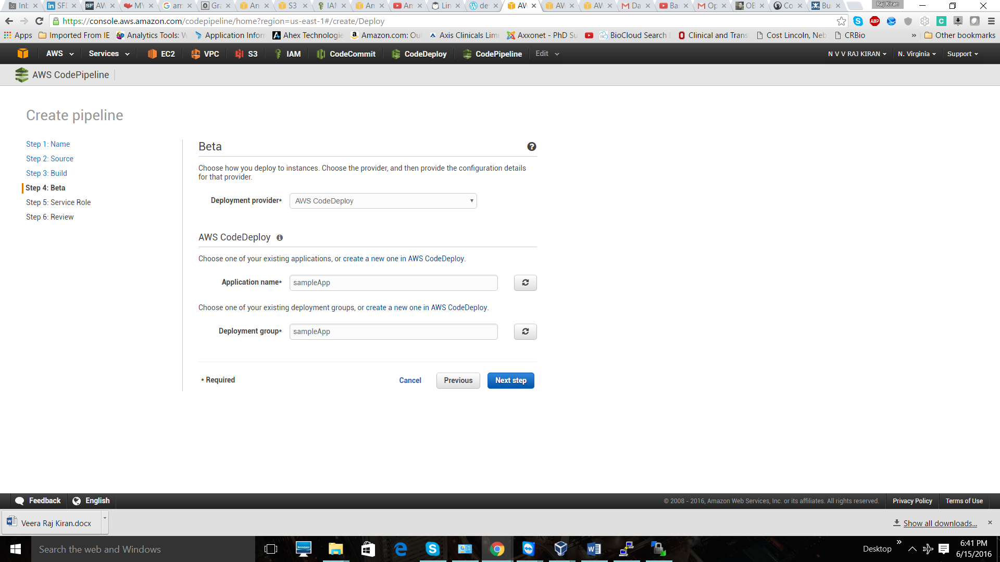 Inb
SFD
AW
MY
arn
Gra
An
S3
IAM
Am
Am
Lin
de
AW
AW
AW
Da
Ba
Op
OB
Co
Bu
Raj Kiran
https://console.aws.amazon.com/codepipeline/home?region=us-east-1#/create/Deploy
Apps
Imported From IE
Analytics Tools: W
Application Infor
Ahex Technologie
Amazon.com: Ou
Axis Clinicals Limi
Axxonet - PhD Su
BioCloud Search
Clinical and Trans
Cost Lincoln, Neb
CRBio
»
Other bookmarks
AWS
Services
EC2
VPC
S3
IAM
CodeCommit
CodeDeploy
CodePipeline
Edit
N V V RAJ KIRAN
N. Virginia
Support
AWS CodePipeline
Create pipeline
Step 1: Name
Step 2: Source
Step 3: Build
Step 4: Beta
Step 5: Service Role
Step 6: Review
Beta
Choose how you deploy to instances. Choose the provider, and then provide the configuration details
for that provider.
Deployment provider*
AWS CodeDeploy
AWS CodeDeploy
Choose one of your existing applications, or create a new one in AWS CodeDeploy.
Application name*
sampleApp
Choose one of your existing deployment groups, or create a new one in AWS CodeDeploy.
Deployment group*
sampleApp
* Required
Cancel
Previous
Next step
Feedback
English
© 2008 - 2016, Amazon Web Services, Inc. or its affiliates. All rights reserved.
Privacy Policy
Terms of Use
Veera Raj Kiran.docx
Show all downloads...
Search the web and Windows
Desktop
»
6:41 PM
6/15/2016